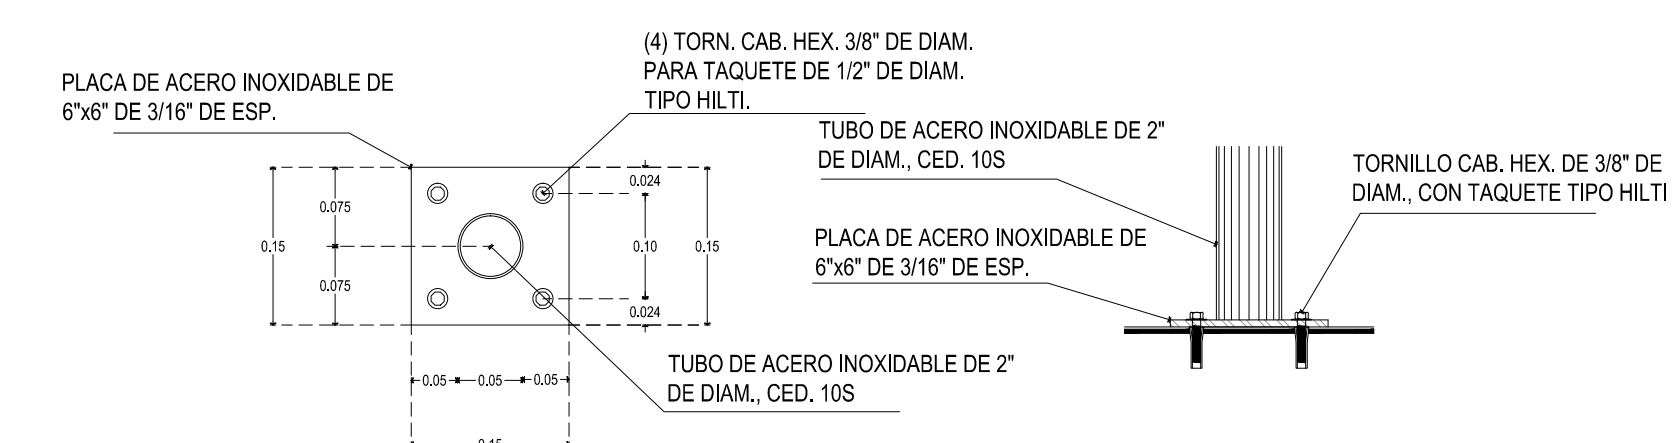 (4) TORN. CAB. HEX. 3/8" DE DIAM.
PARA TAQUETE DE 1/2" DE DIAM.
TIPO HILTI.
PLACA DE ACERO INOXIDABLE DE
6"x6" DE 3/16" DE ESP.
TUBO DE ACERO INOXIDABLE DE 2"
DE DIAM., CED. 10S
TORNILLO CAB. HEX. DE 3/8" DE
DIAM., CON TAQUETE TIPO HILTI
PLACA DE ACERO INOXIDABLE DE
6"x6" DE 3/16" DE ESP.
0.024
0.075
0.15
0.10
0.15
0.075
0.024
TUBO DE ACERO INOXIDABLE DE 2"
DE DIAM., CED. 10S
0.05
0.05
0.05
0.15